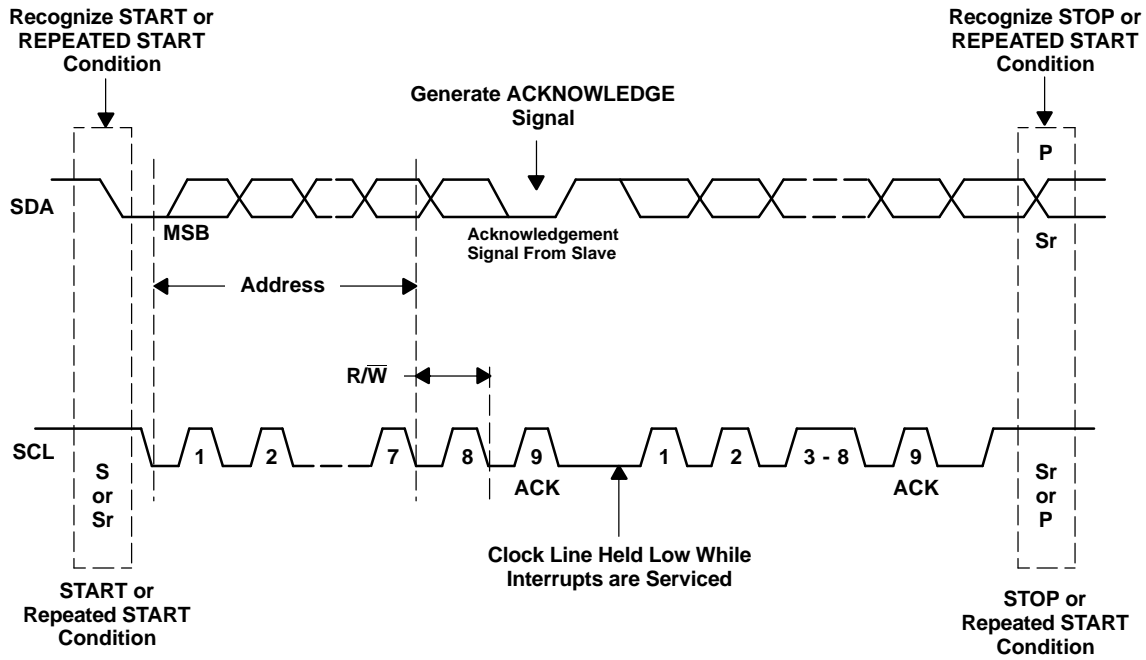 Recognize START or
REPEATED START
Condition
Recognize STOP or
REPEATED START
Condition
Generate ACKNOWLEDGE
Signal
P
SDA
MSB
Acknowledgement
Signal From Slave
Sr
Address
R/W̅
SCL
1
2
7
8
9
1
2
3 - 8
9
ACK
ACK
S
or
Sr
Sr
or
P
Clock Line Held Low While
Interrupts are Serviced
START or
Repeated START
Condition
STOP or
Repeated START
Condition